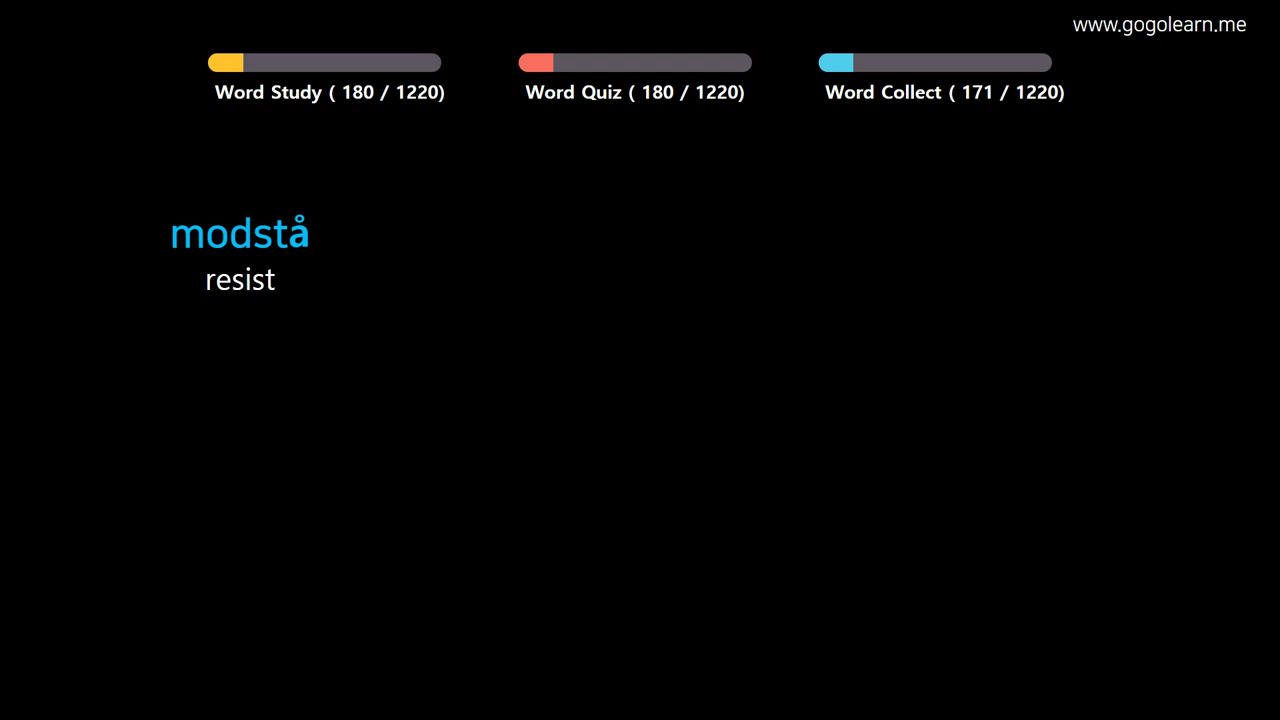 www.gogolearn.me
Word Study ( 180 / 1220)
Word Quiz ( 180 / 1220)
Word Collect ( 171 / 1220)
modstå
resist